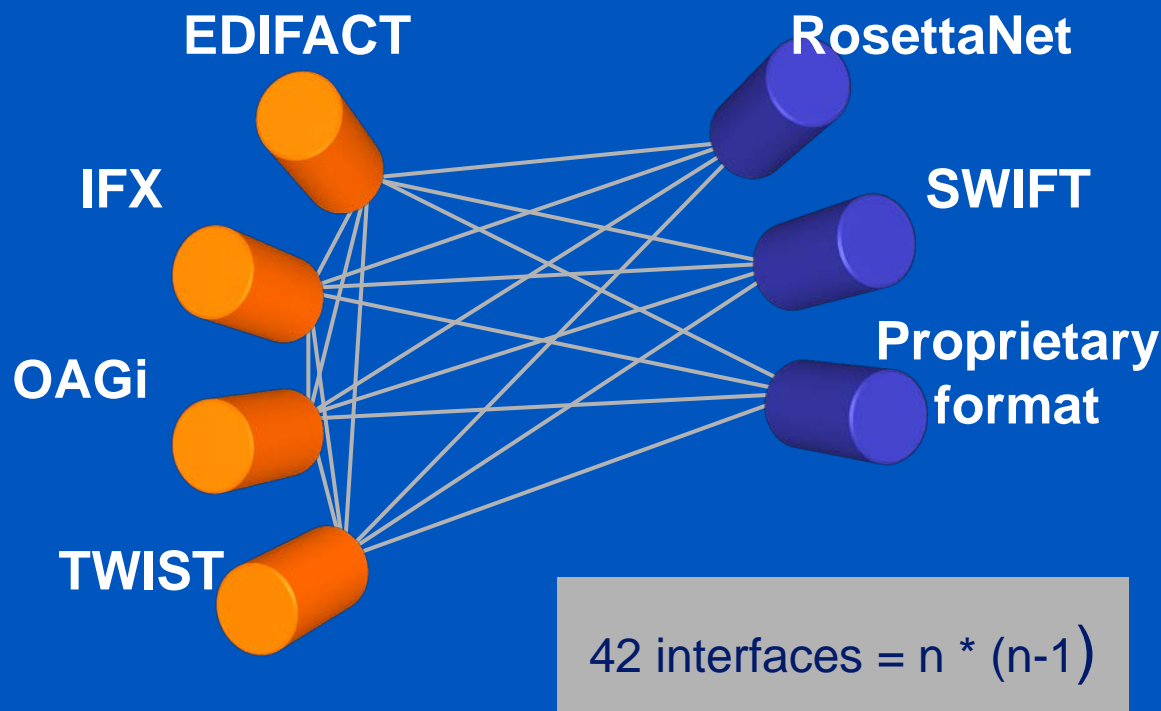 EDIFACT
RosettaNet
IFX
SWIFT
Proprietary
format
OAGi
TWIST
42 interfaces = n * (n-1)